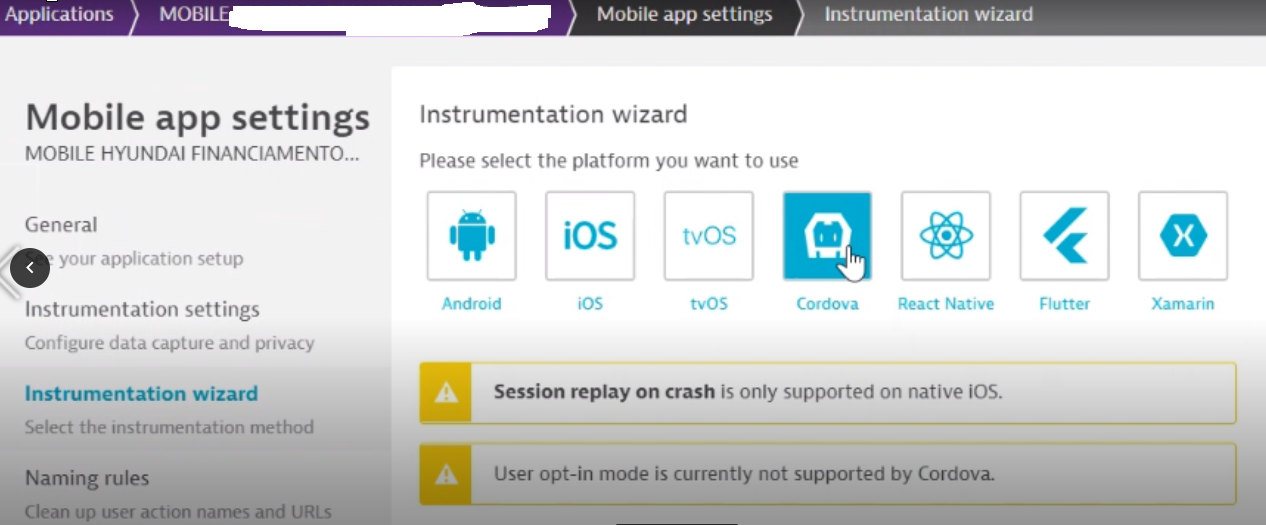 Applications MOBILE Mobile app settings Instrumentation wizard
Mobile app settings
MOBILE HYUNDAI FINANCIAMENTO...
General
See your application setup
Instrumentation settings
Configure data capture and privacy
Instrumentation wizard
Select the instrumentation method
Naming rules
Clean up user action names and URLs
Instrumentation wizard
Please select the platform you want to use
iOS tvOS
Android iOS tvOS Cordova React Native Flutter Xamarin
Session replay on crash is only supported on native iOS.
User opt-in mode is currently not supported by Cordova.